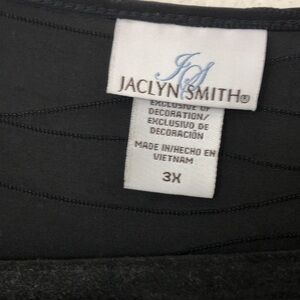 JS
JACLYN SMITH®
EXCLUSIVE OF
DECORATION/
EXCLUSIVO DE
DECORACIÓN
MADE IN/HECHO EN
VIETNAM
3X